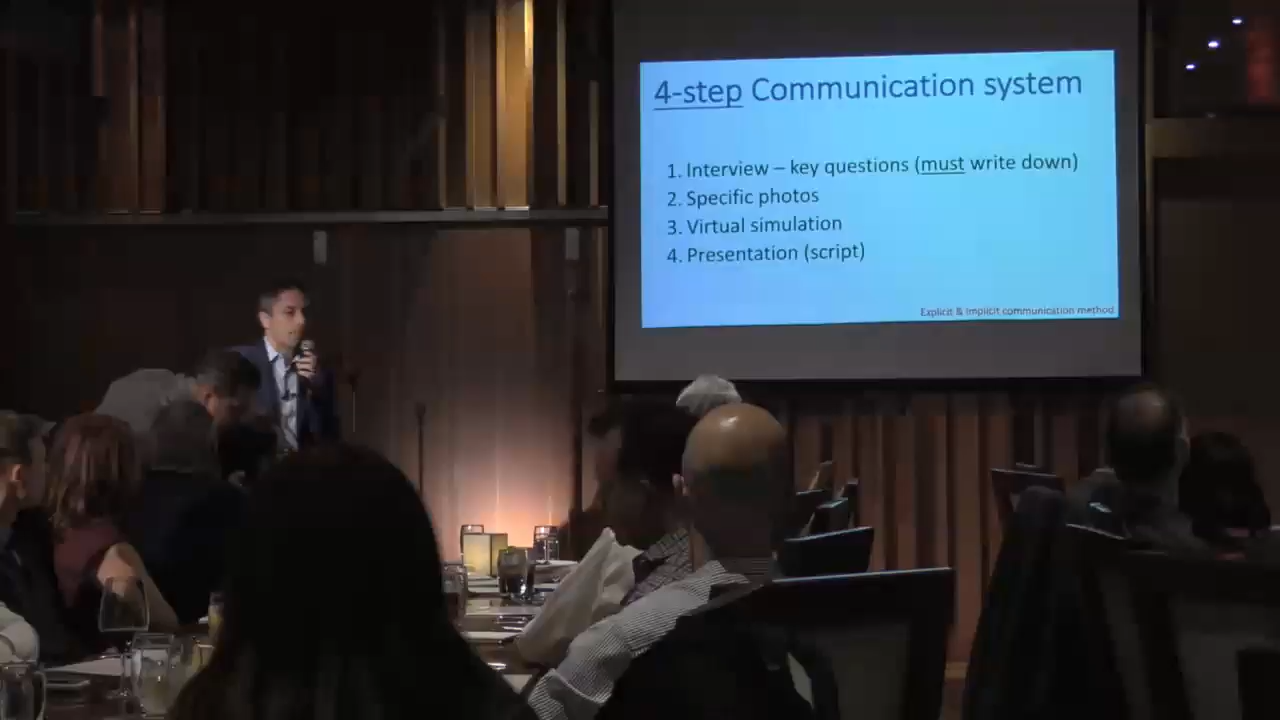 4-step Communication system
1. Interview – key questions (must write down)
2. Specific photos
3. Virtual simulation
4. Presentation (script)
Explicit & Implicit communication method